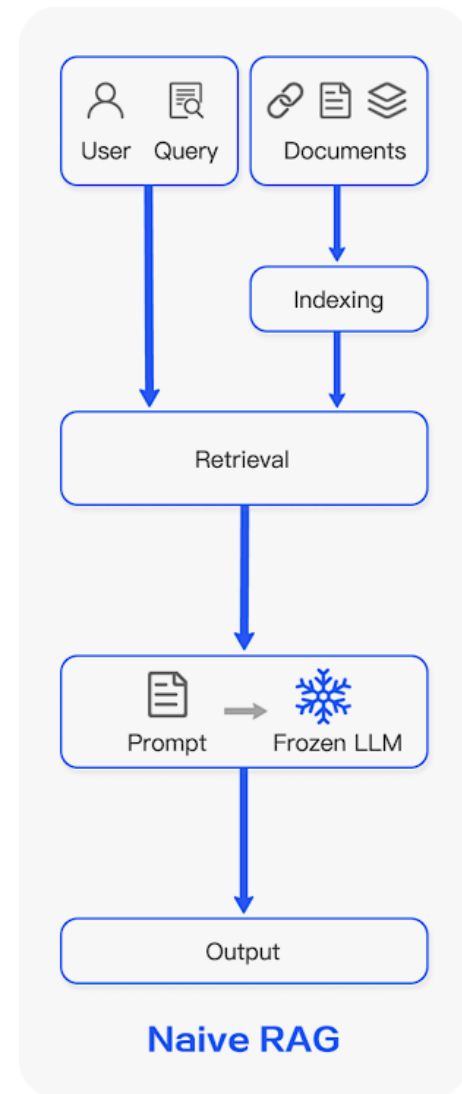 User Query
Documents
Indexing
Retrieval
Prompt
Frozen LLM
Output
Naive RAG